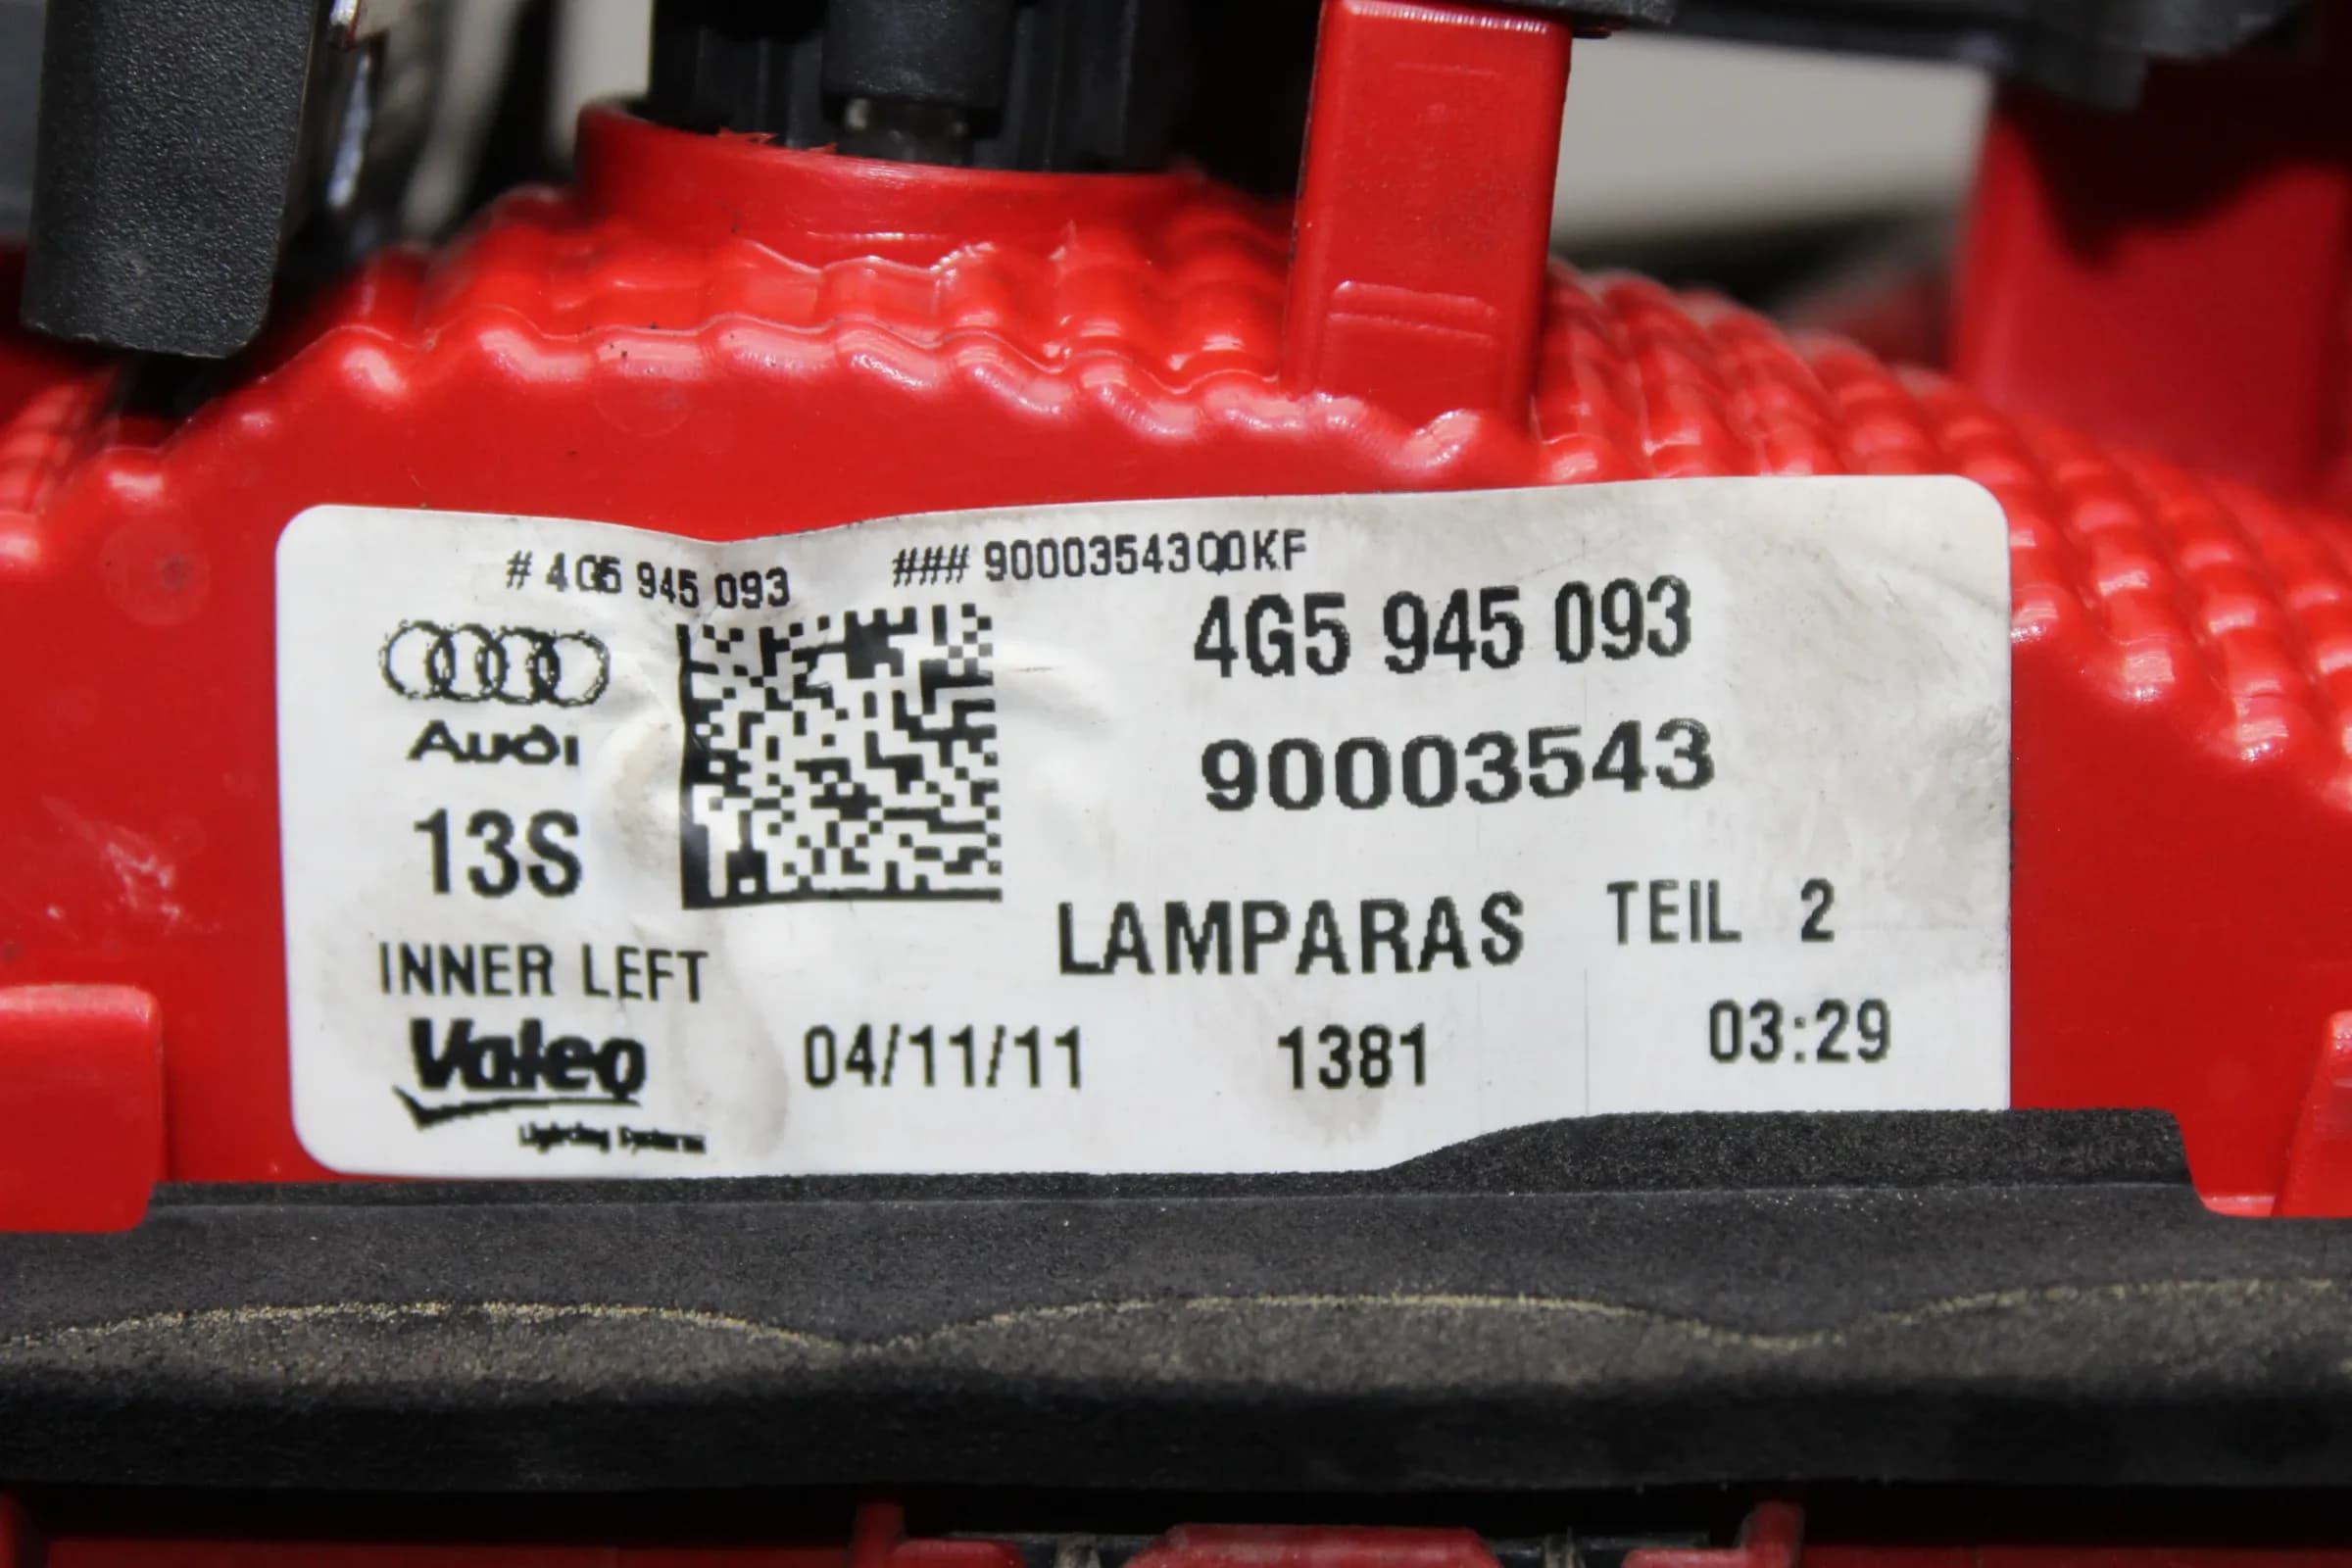 # 4G5 945 093 ### 9000354300KF
4G5 945 093
Audi
90003543
13S
LAMPARAS TEIL 2
INNER LEFT
Valeo
04/11/11 1381 03:29
Lighting Systems